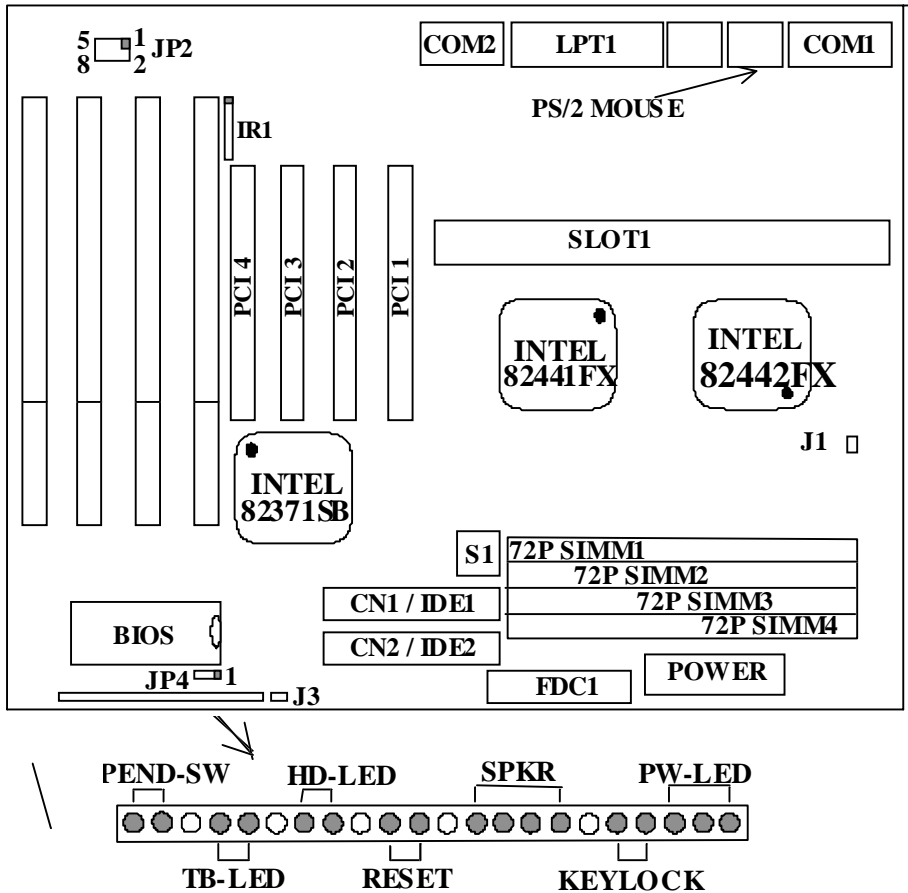 5 1 JP2
8 2
COM2 LPT1 COM1
PS/2 MOUSE
IR1
SLOT1
PCI 4
PCI 3
PCI 2
PCI 1
INTEL
82441FX
INTEL
82442FX
J1
INTEL
82371SB
S1
72P SIMM1
72P SIMM2
72P SIMM3
72P SIMM4
CN1 / IDE1
CN2 / IDE2
BIOS
JP4 1
J3
FDC1
POWER
PEND-SW HD-LED SPKR PW-LED
TB-LED RESET KEYLOCK